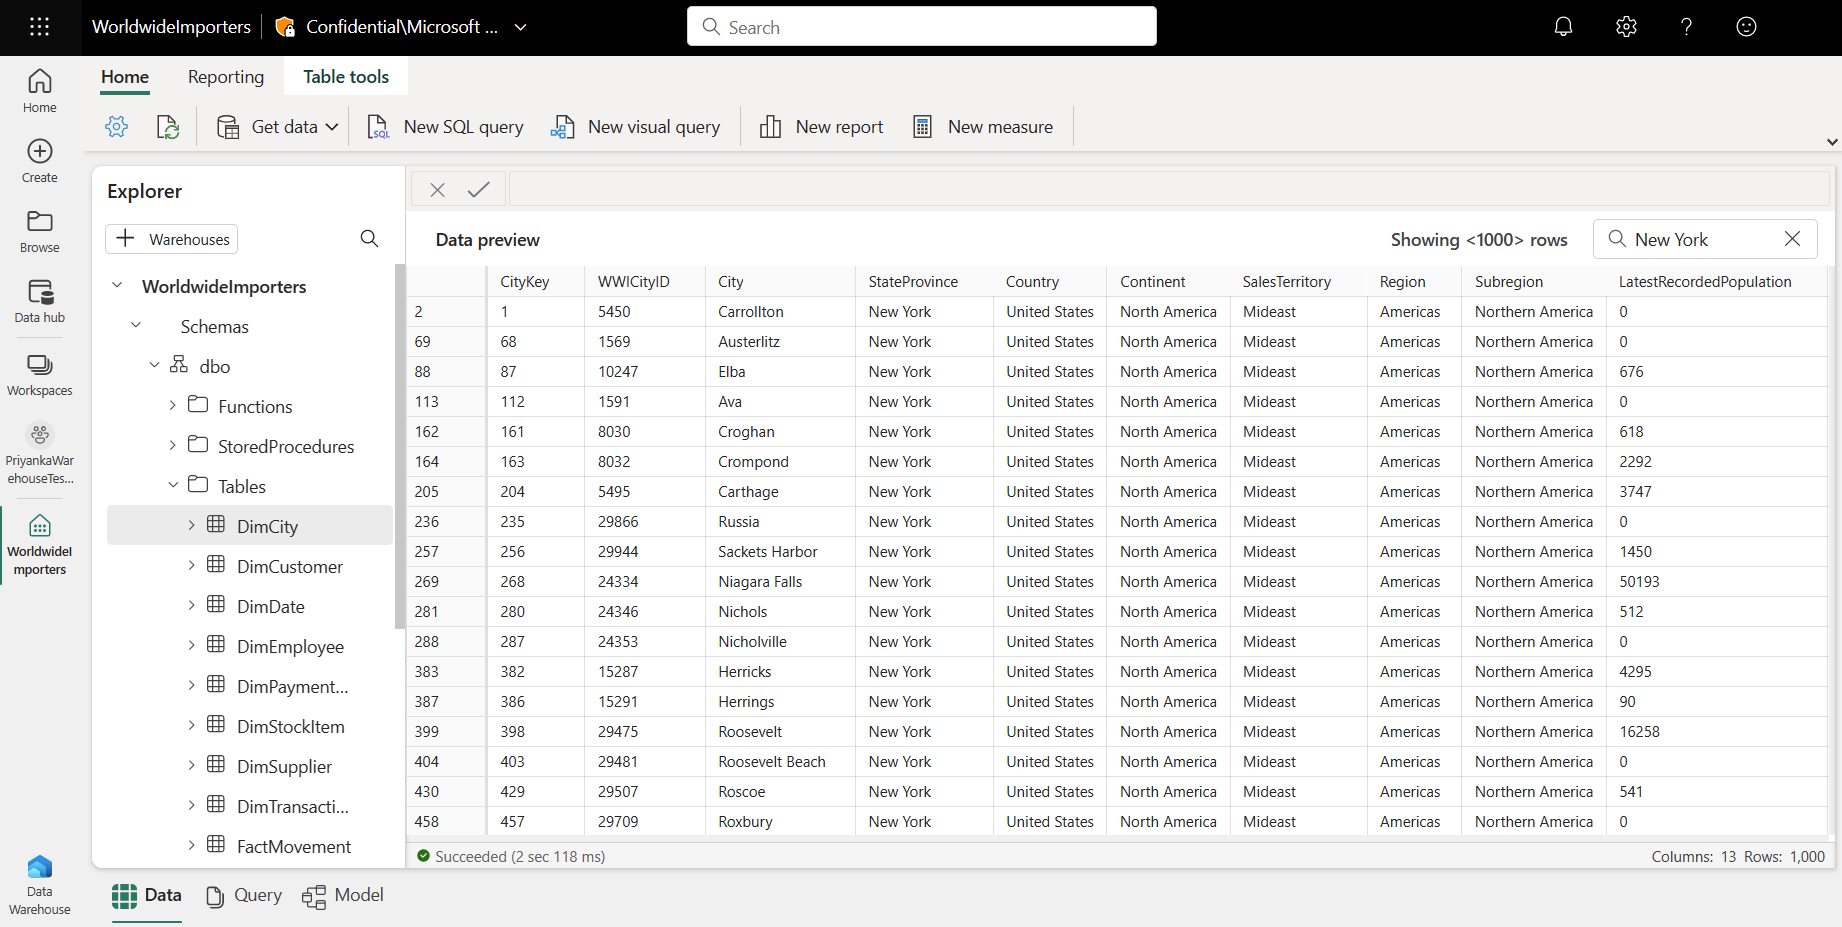 WorldwideImporters Confidential\Microsoft ... Search
Home Reporting Table tools
Get data New SQL query New visual query New report New measure
Home
Create
Browse
Data hub
Workspaces
PriyankaWar
ehouseTes...
WorldwideI
mporters
Data
Warehouse
Explorer
Warehouses
WorldwideImporters
Schemas
dbo
Functions
StoredProcedures
Tables
DimCity
DimCustomer
DimDate
DimEmployee
DimPayment...
DimStockItem
DimSupplier
DimTransacti...
FactMovement
Data preview Showing <1000> rows New York
CityKey WWICityID City StateProvince Country Continent SalesTerritory Region Subregion LatestRecordedPopulation
2 1 5450 Carrollton New York United States North America Mideast Americas Northern America 0
69 68 1569 Austerlitz New York United States North America Mideast Americas Northern America 0
88 87 10247 Elba New York United States North America Mideast Americas Northern America 676
113 112 1591 Ava New York United States North America Mideast Americas Northern America 0
162 161 8030 Croghan New York United States North America Mideast Americas Northern America 618
164 163 8032 Crompond New York United States North America Mideast Americas Northern America 2292
205 204 5495 Carthage New York United States North America Mideast Americas Northern America 3747
236 235 29866 Russia New York United States North America Mideast Americas Northern America 0
257 256 29944 Sackets Harbor New York United States North America Mideast Americas Northern America 1450
269 268 24334 Niagara Falls New York United States North America Mideast Americas Northern America 50193
281 280 24346 Nichols New York United States North America Mideast Americas Northern America 512
288 287 24353 Nicholville New York United States North America Mideast Americas Northern America 0
383 382 15287 Herricks New York United States North America Mideast Americas Northern America 4295
387 386 15291 Herrings New York United States North America Mideast Americas Northern America 90
399 398 29475 Roosevelt New York United States North America Mideast Americas Northern America 16258
404 403 29481 Roosevelt Beach New York United States North America Mideast Americas Northern America 0
430 429 29507 Roscoe New York United States North America Mideast Americas Northern America 541
458 457 29709 Roxbury New York United States North America Mideast Americas Northern America 0
Succeeded (2 sec 118 ms) Columns: 13 Rows: 1,000
Data Query Model